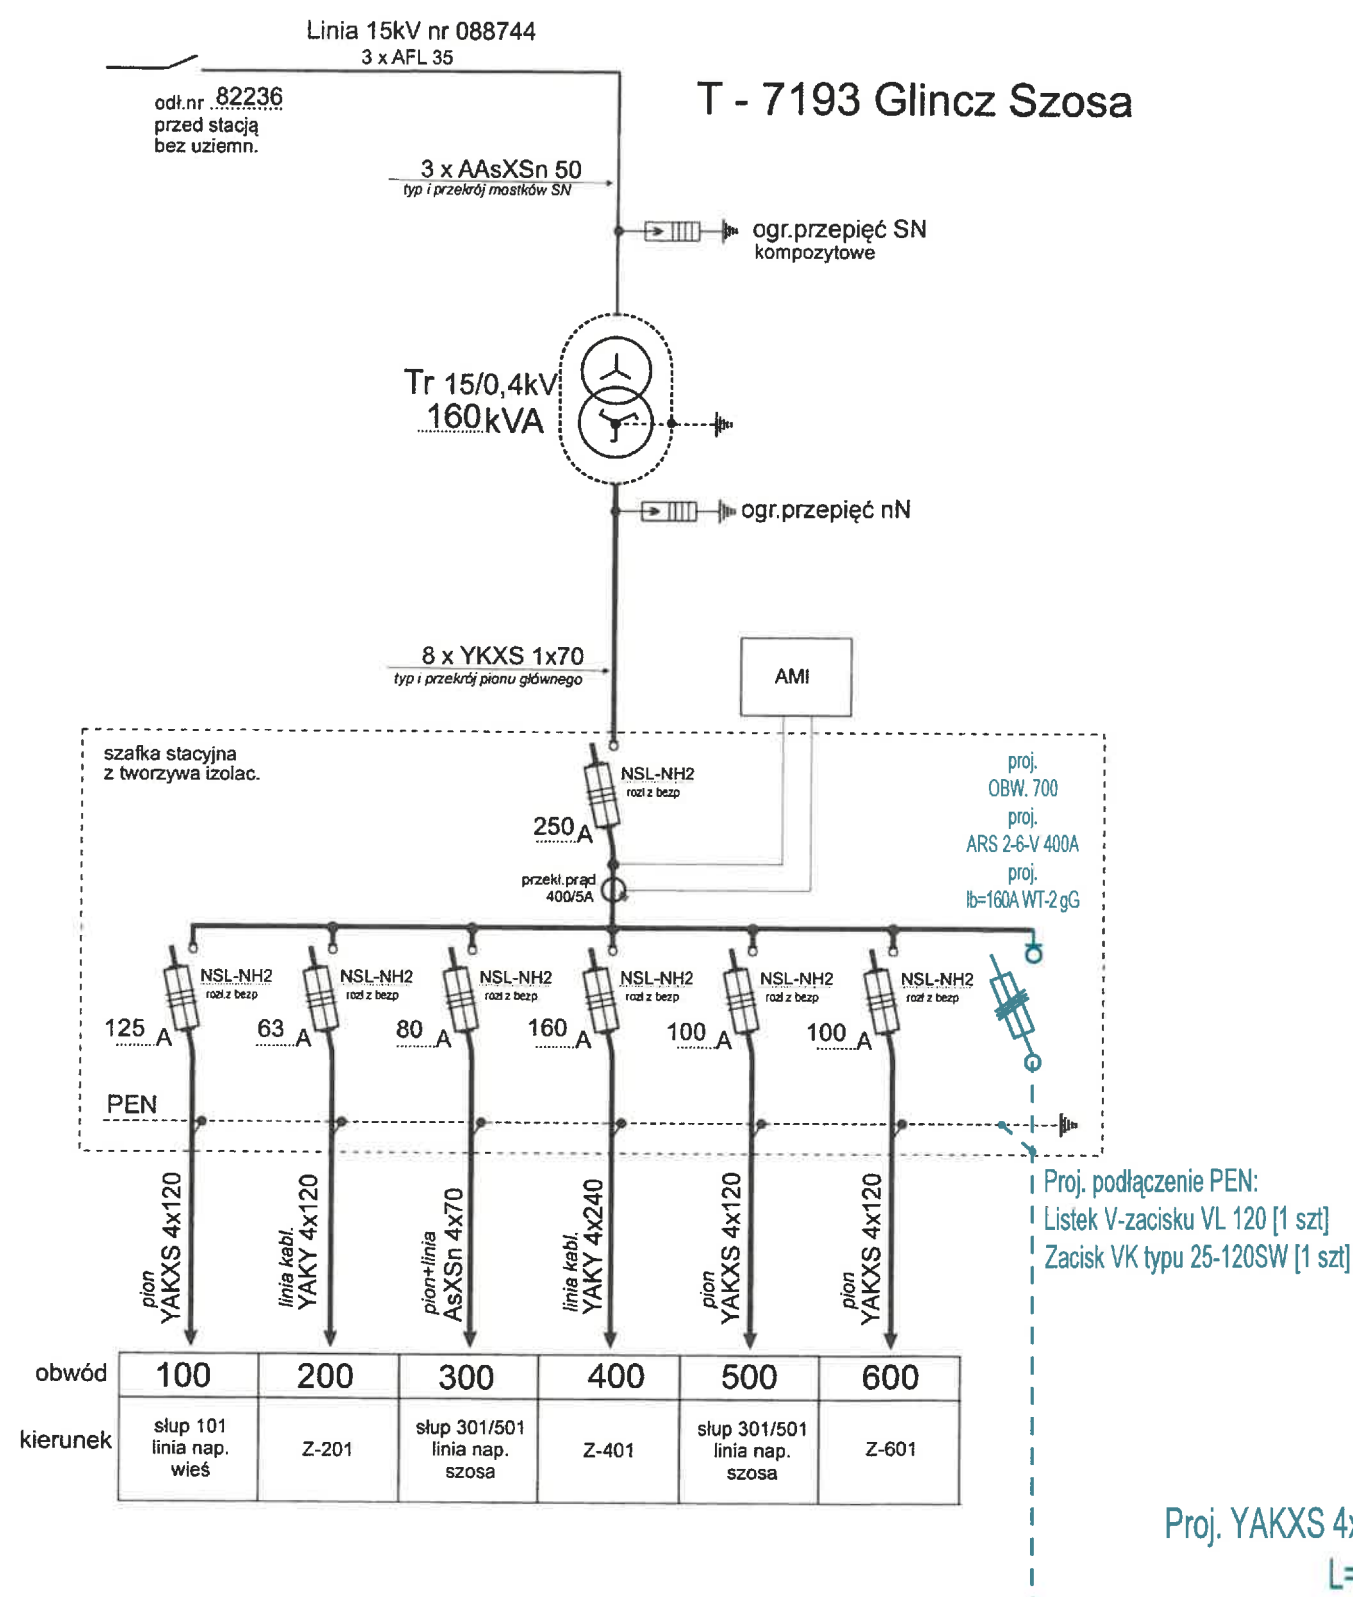 Linia 15kV nr 088744
3 x AFL 35
T - 7193 Glincz Szosa
odł.nr 82236
przed stacją
bez uziemn.
3 x AAsXSn 50
typ i przekrój mostków SN
ogr.przepięć SN
kompozytowe
Tr 15/0,4kV
160kVA
ogr.przepięć nN
8 x YKXS 1x70
typ i przekrój pionu głównego
AMI
szafka stacyjna
z tworzywa izolac.
NSL-NH2
rozł z bezp
250 A
przekł.prąd
400/5A
proj.
OBW. 700
proj.
ARS 2-6-V 400A
proj.
Ib=160A WT-2 gG
NSL-NH2
rozł.z bezp
125 A
NSL-NH2
rozł z bezp
63 A
NSL-NH2
rozł z bezp
80 A
NSL-NH2
rozł z bezp
160 A
NSL-NH2
rozł z bezp
100 A
NSL-NH2
rozł z bezp
100 A
PEN
pion
YAKXS 4x120
linia kabl.
YAKY 4x120
pion+linia
AsXSn 4x70
linia kabl.
YAKY 4x240
pion
YAKXS 4x120
pion
YAKXS 4x120
Proj. podłączenie PEN:
Listek V-zacisku VL 120 [1 szt]
Zacisk VK typu 25-120SW [1 szt]
obwód 100 200 300 400 500 600
kierunek
słup 101
linia nap.
wieś
Z-201
słup 301/501
linia nap.
szosa
Z-401
słup 301/501
linia nap.
szosa
Z-601
Proj. YAKXS 4x
L=